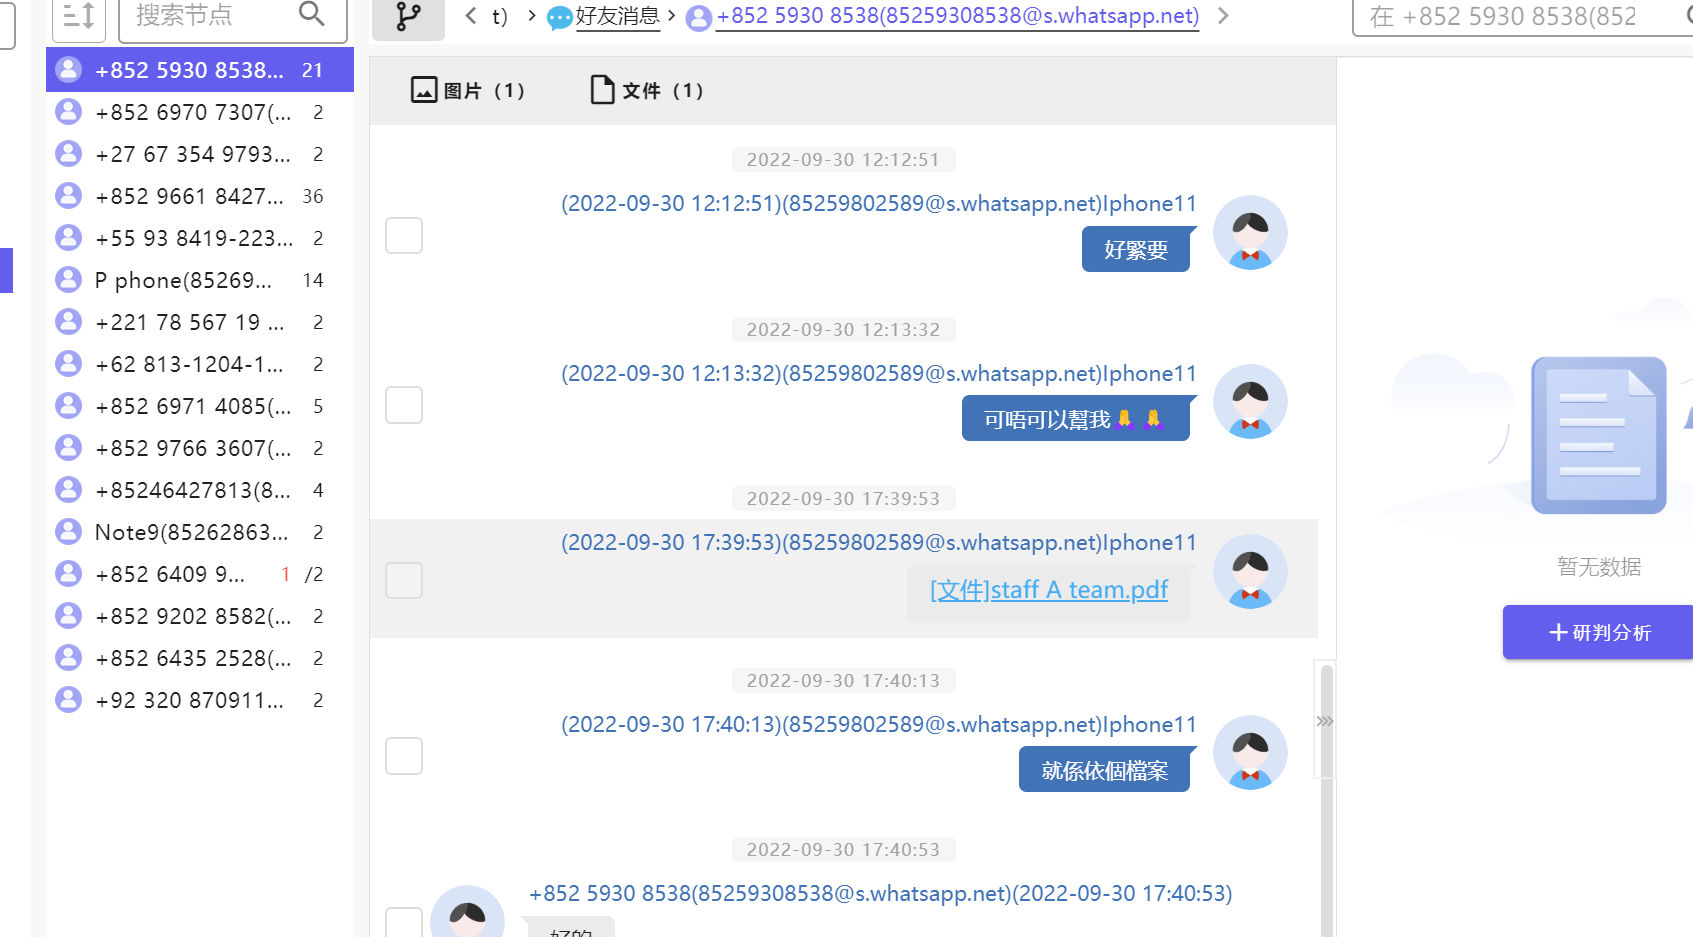 搜索节点
t)
好友消息
+852 5930 8538(85259308538@s.whatsapp.net)
在 +852 5930 8538(852
+852 5930 8538... 21
+852 6970 7307(... 2
+27 67 354 9793... 2
+852 9661 8427... 36
+55 93 8419-223... 2
P phone(85269... 14
+221 78 567 19 ... 2
+62 813-1204-1... 2
+852 6971 4085(... 5
+852 9766 3607(... 2
+85246427813(8... 4
Note9(85262863... 2
+852 6409 9... 1 /2
+852 9202 8582(... 2
+852 6435 2528(... 2
+92 320 870911... 2
图片（1） 文件（1）
2022-09-30 12:12:51
(2022-09-30 12:12:51)(85259802589@s.whatsapp.net)Iphone11
好緊要
2022-09-30 12:13:32
(2022-09-30 12:13:32)(85259802589@s.whatsapp.net)Iphone11
可唔可以幫我🙏🙏
2022-09-30 17:39:53
(2022-09-30 17:39:53)(85259802589@s.whatsapp.net)Iphone11
[文件]staff A team.pdf
2022-09-30 17:40:13
(2022-09-30 17:40:13)(85259802589@s.whatsapp.net)Iphone11
就係依個檔案
2022-09-30 17:40:53
+852 5930 8538(85259308538@s.whatsapp.net)(2022-09-30 17:40:53)
好的
暂无数据
+研判分析